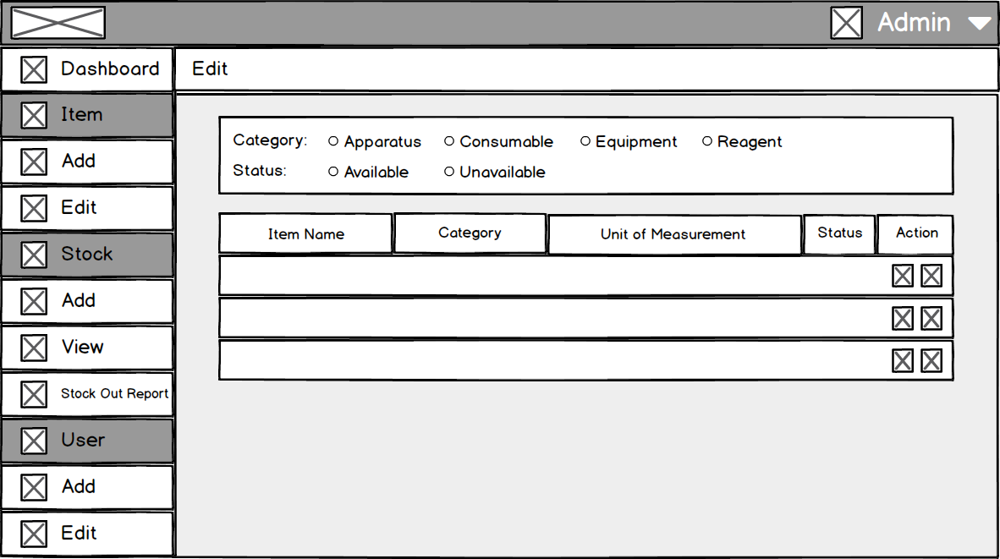 Admin
Dashboard
Edit
Item
Add
Edit
Stock
Add
View
Stock Out Report
User
Add
Edit
Category: Apparatus Consumable Equipment Reagent
Status: Available Unavailable
Item Name Category Unit of Measurement Status Action